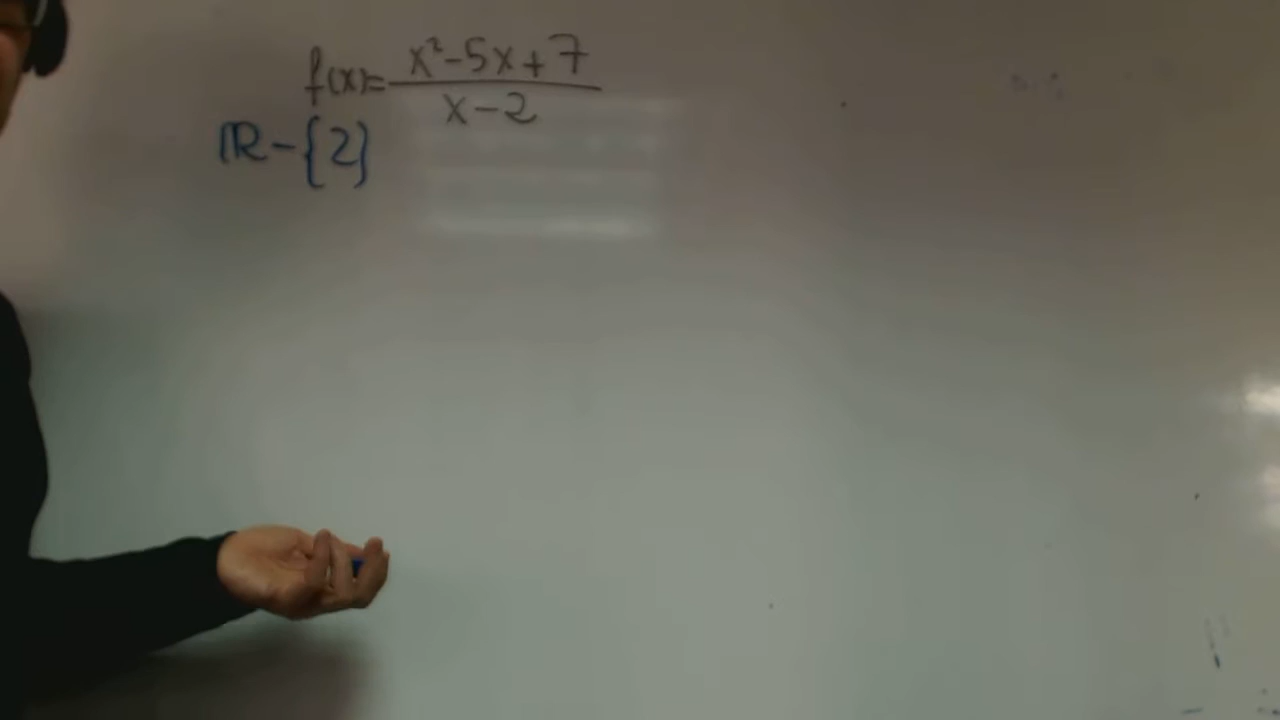 f(x)= x²-5x+7 / x-2
ℝ-{2}